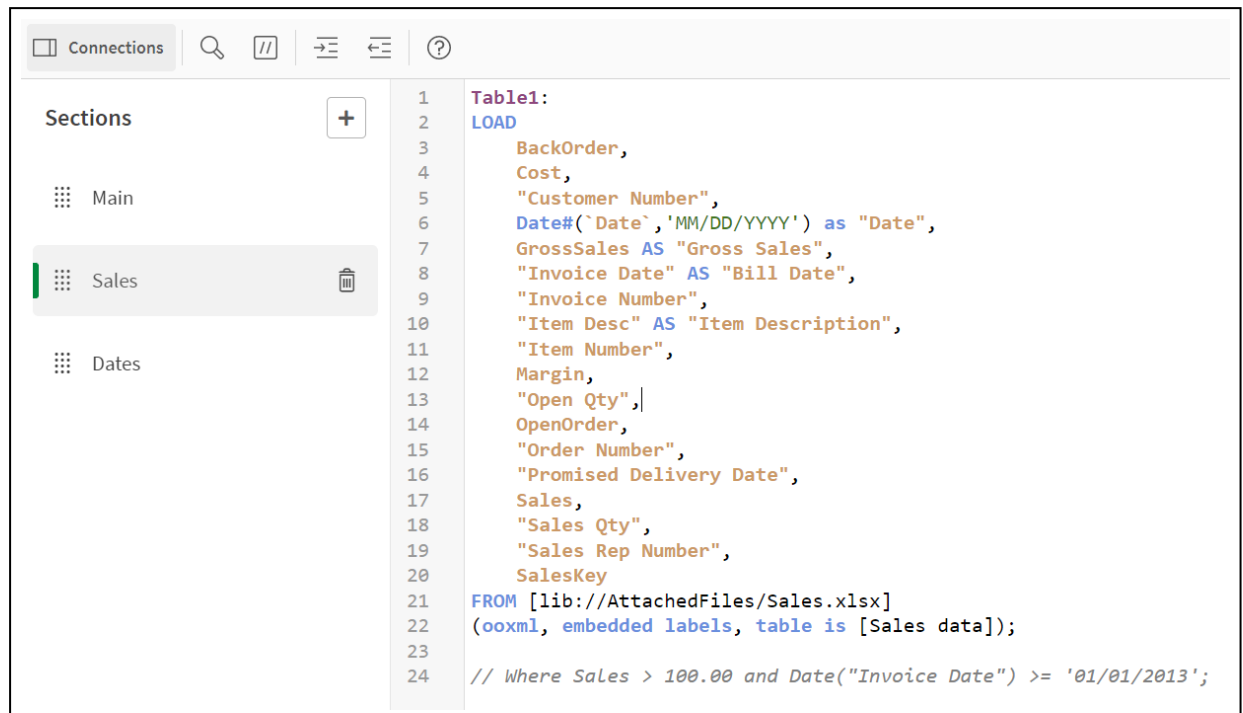 Connections
Sections
Main
Sales
Dates
1 Table1:
2 LOAD
3 BackOrder,
4 Cost,
5 "Customer Number",
6 Date#(`Date`,'MM/DD/YYYY') as "Date",
7 GrossSales AS "Gross Sales",
8 "Invoice Date" AS "Bill Date",
9 "Invoice Number",
10 "Item Desc" AS "Item Description",
11 "Item Number",
12 Margin,
13 "Open Qty",
14 OpenOrder,
15 "Order Number",
16 "Promised Delivery Date",
17 Sales,
18 "Sales Qty",
19 "Sales Rep Number",
20 SalesKey
21 FROM [lib://AttachedFiles/Sales.xlsx]
22 (ooxml, embedded labels, table is [Sales data]);
23
24 // Where Sales > 100.00 and Date("Invoice Date") >= '01/01/2013';